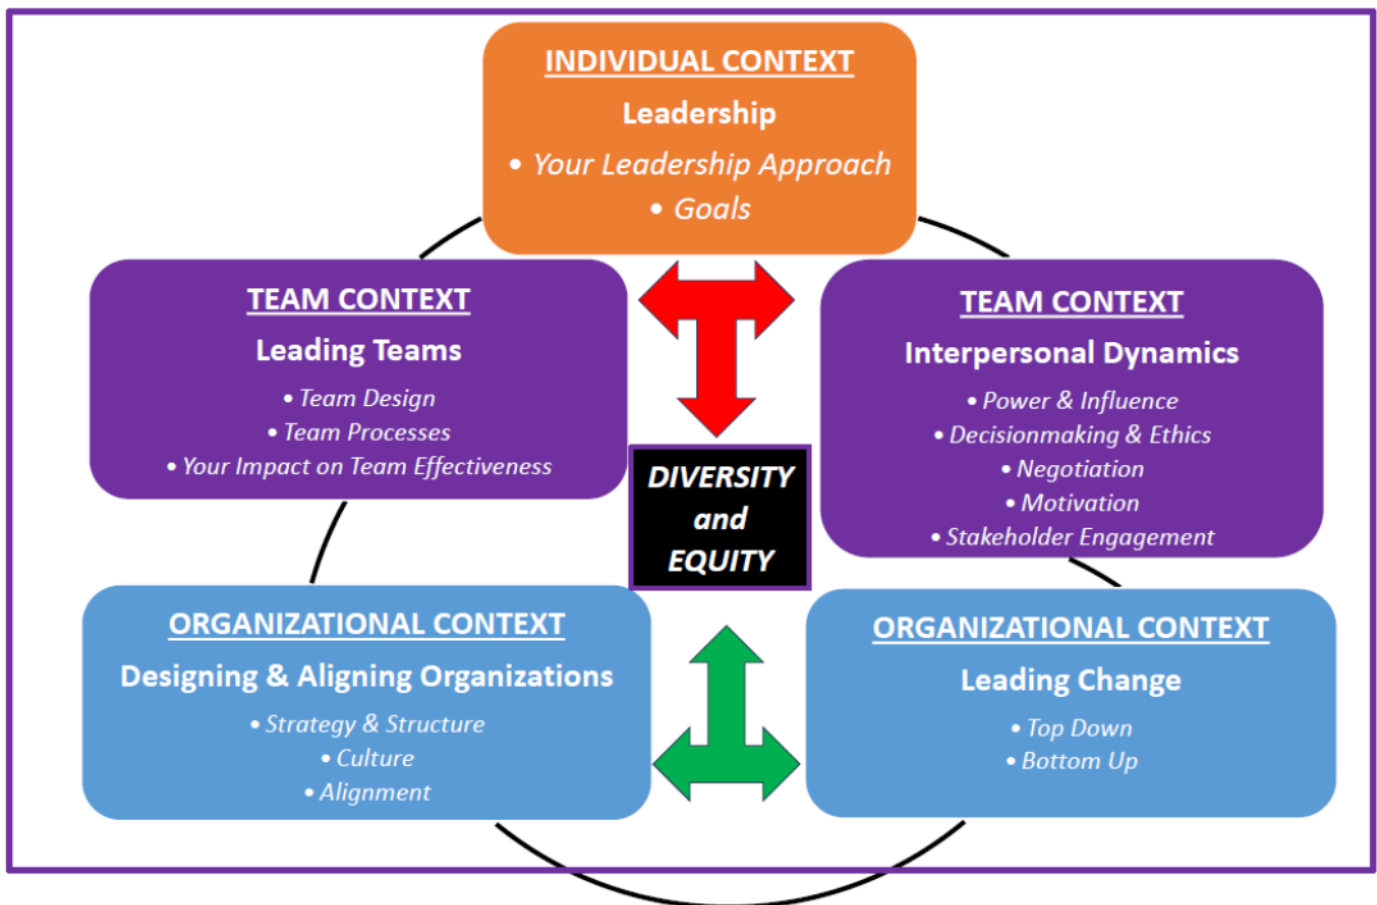 INDIVIDUAL CONTEXT
Leadership
• Your Leadership Approach
• Goals
TEAM CONTEXT
Leading Teams
• Team Design
• Team Processes
• Your Impact on Team Effectiveness
TEAM CONTEXT
Interpersonal Dynamics
• Power & Influence
• Decisionmaking & Ethics
• Negotiation
• Motivation
• Stakeholder Engagement
DIVERSITY
and
EQUITY
ORGANIZATIONAL CONTEXT
Designing & Aligning Organizations
• Strategy & Structure
• Culture
• Alignment
ORGANIZATIONAL CONTEXT
Leading Change
• Top Down
• Bottom Up